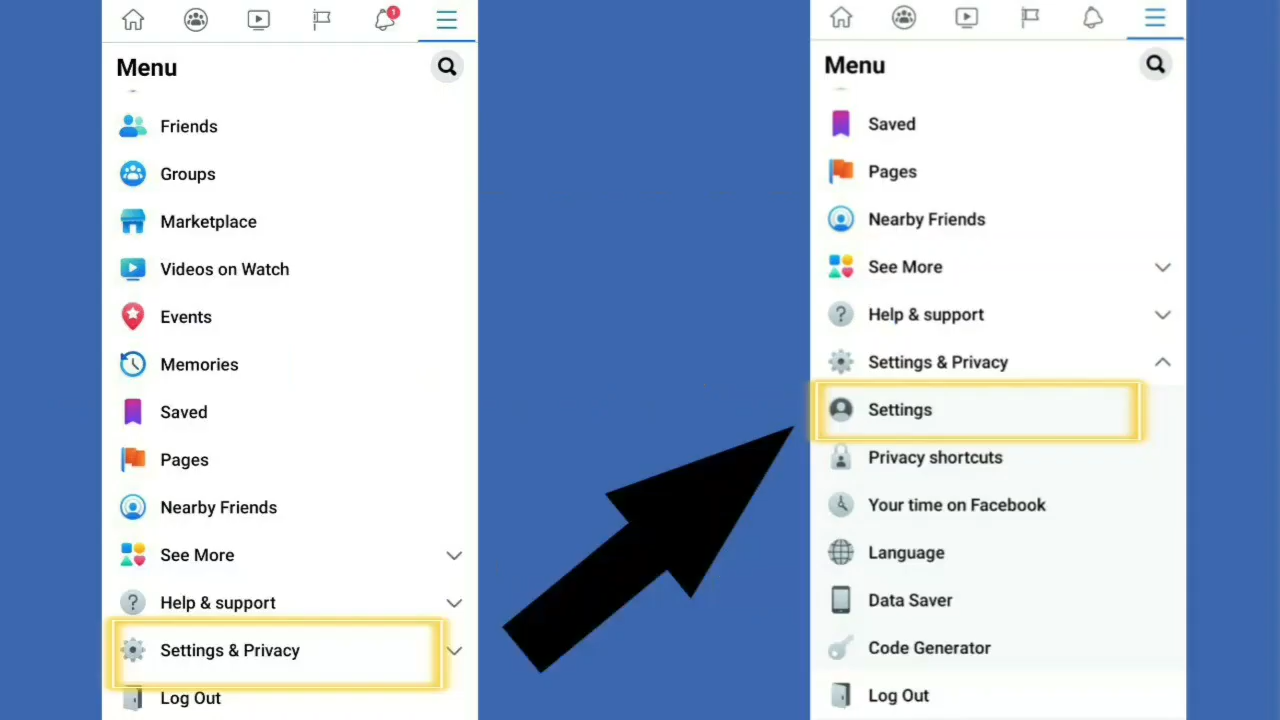 1
Menu
Friends
Groups
Marketplace
Videos on Watch
Events
Memories
Saved
Pages
Nearby Friends
See More
Help & support
Settings & Privacy
Log Out
Menu
Saved
Pages
Nearby Friends
See More
Help & support
Settings & Privacy
Settings
Privacy shortcuts
Your time on Facebook
Language
Data Saver
Code Generator
Log Out